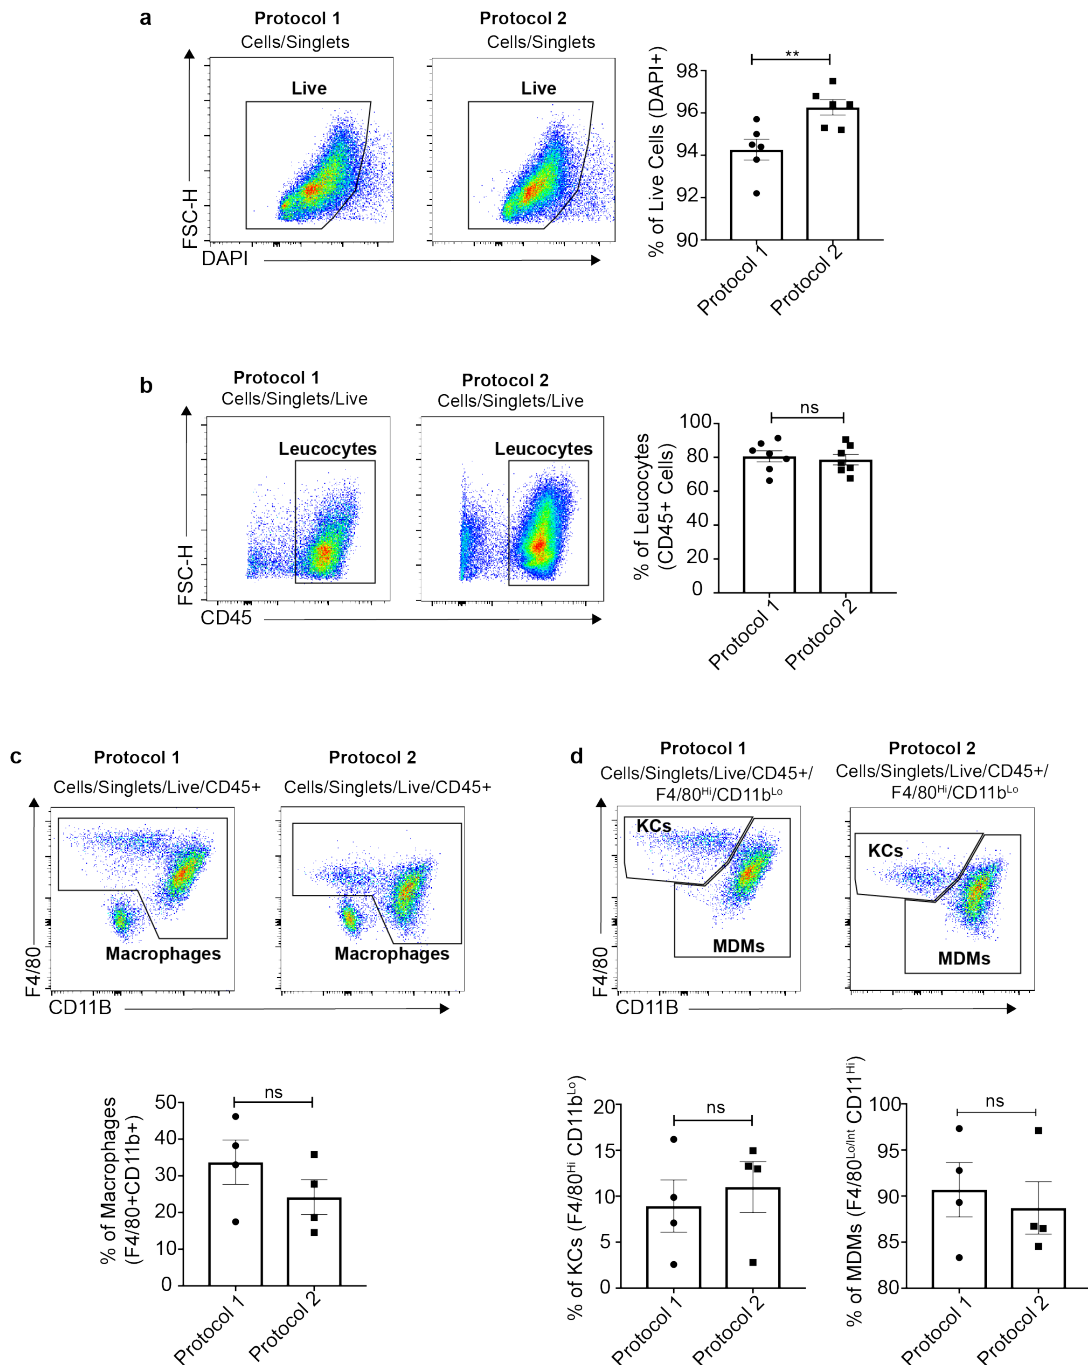 a
Protocol 1
Protocol 2
Cells/Singlets
Cells/Singlets
Live
Live
FSC-H
DAPI
% of Live Cells (DAPI+)
98
96
94
92
90
**
Protocol 1
Protocol 2
b
Protocol 1
Protocol 2
Cells/Singlets/Live
Cells/Singlets/Live
Leucocytes
Leucocytes
FSC-H
CD45
% of Leucocytes
(CD45+ Cells)
100
80
60
40
20
0
ns
Protocol 1
Protocol 2
c
Protocol 1
Protocol 2
Cells/Singlets/Live/CD45+
Cells/Singlets/Live/CD45+
Macrophages
Macrophages
F4/80
CD11B
% of Macrophages
(F4/80+CD11b+)
50
40
30
20
10
0
ns
Protocol 1
Protocol 2
d
Protocol 1
Protocol 2
Cells/Singlets/Live/CD45+/
F4/80Hi/CD11bLo
Cells/Singlets/Live/CD45+/
F4/80Hi/CD11bLo
KCs
KCs
MDMs
MDMs
F4/80
CD11B
% of KCs (F4/80Hi CD11bLo)
20
15
10
5
0
ns
Protocol 1
Protocol 2
% of MDMs (F4/80Lo/Int CD11Hi)
100
95
90
85
80
ns
Protocol 1
Protocol 2